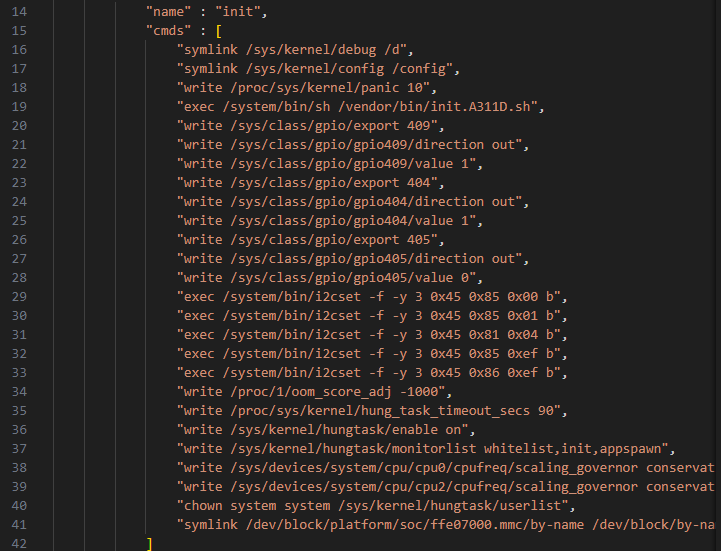 14 "name" : "init",
15 "cmds" : [
16 "symlink /sys/kernel/debug /d",
17 "symlink /sys/kernel/config /config",
18 "write /proc/sys/kernel/panic 10",
19 "exec /system/bin/sh /vendor/bin/init.A311D.sh",
20 "write /sys/class/gpio/export 409",
21 "write /sys/class/gpio/gpio409/direction out",
22 "write /sys/class/gpio/gpio409/value 1",
23 "write /sys/class/gpio/export 404",
24 "write /sys/class/gpio/gpio404/direction out",
25 "write /sys/class/gpio/gpio404/value 1",
26 "write /sys/class/gpio/export 405",
27 "write /sys/class/gpio/gpio405/direction out",
28 "write /sys/class/gpio/gpio405/value 0",
29 "exec /system/bin/i2cset -f -y 3 0x45 0x85 0x00 b",
30 "exec /system/bin/i2cset -f -y 3 0x45 0x85 0x01 b",
31 "exec /system/bin/i2cset -f -y 3 0x45 0x81 0x04 b",
32 "exec /system/bin/i2cset -f -y 3 0x45 0x85 0xef b",
33 "exec /system/bin/i2cset -f -y 3 0x45 0x86 0xef b",
34 "write /proc/1/oom_score_adj -1000",
35 "write /proc/sys/kernel/hung_task_timeout_secs 90",
36 "write /sys/kernel/hungtask/enable on",
37 "write /sys/kernel/hungtask/monitorlist whitelist,init,appspawn",
38 "write /sys/devices/system/cpu/cpu0/cpufreq/scaling_governor conservat
39 "write /sys/devices/system/cpu/cpu2/cpufreq/scaling_governor conservat
40 "chown system system /sys/kernel/hungtask/userlist",
41 "symlink /dev/block/platform/soc/ffe07000.mmc/by-name /dev/block/by-na
42 ]